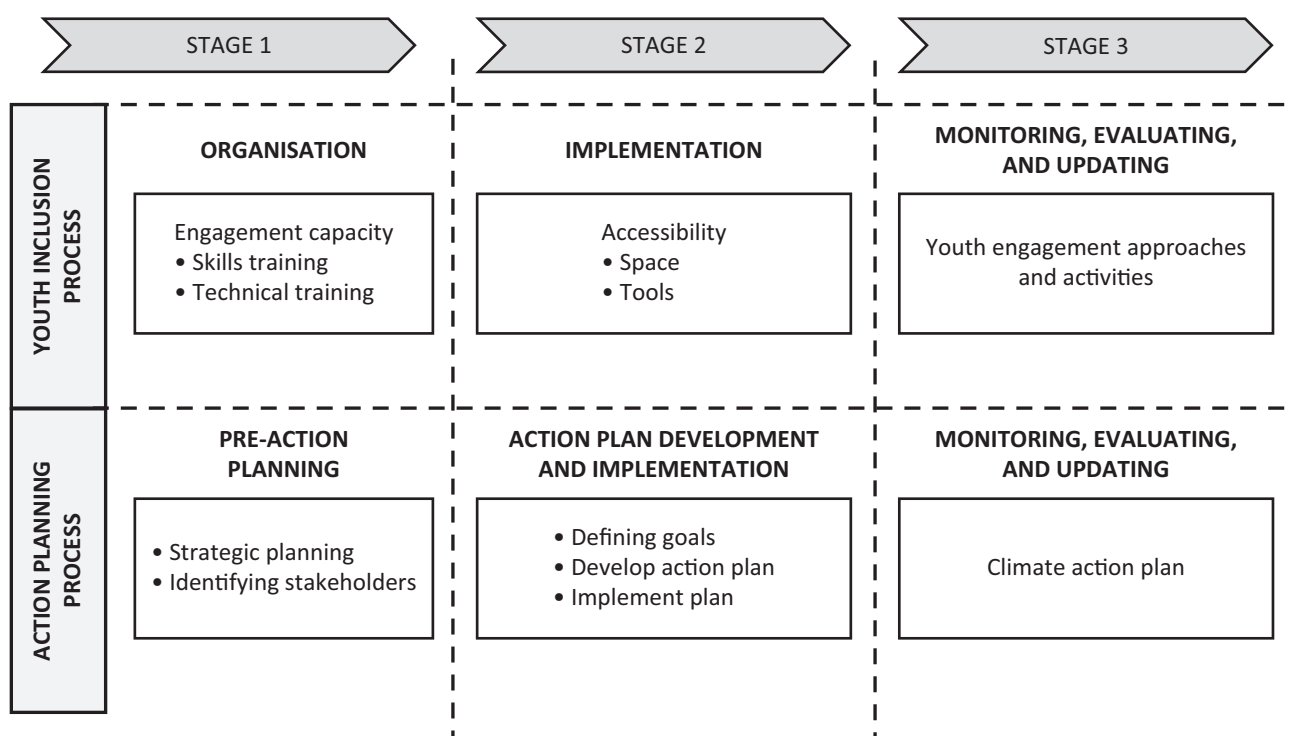 STAGE 1
STAGE 2
STAGE 3
YOUTH INCLUSION
PROCESS
ORGANISATION
Engagement capacity
• Skills training
• Technical training
IMPLEMENTATION
Accessibility
• Space
• Tools
MONITORING, EVALUATING,
AND UPDATING
Youth engagement approaches
and activities
ACTION PLANNING
PROCESS
PRE-ACTION
PLANNING
• Strategic planning
• Identifying stakeholders
ACTION PLAN DEVELOPMENT
AND IMPLEMENTATION
• Defining goals
• Develop action plan
• Implement plan
MONITORING, EVALUATING,
AND UPDATING
Climate action plan